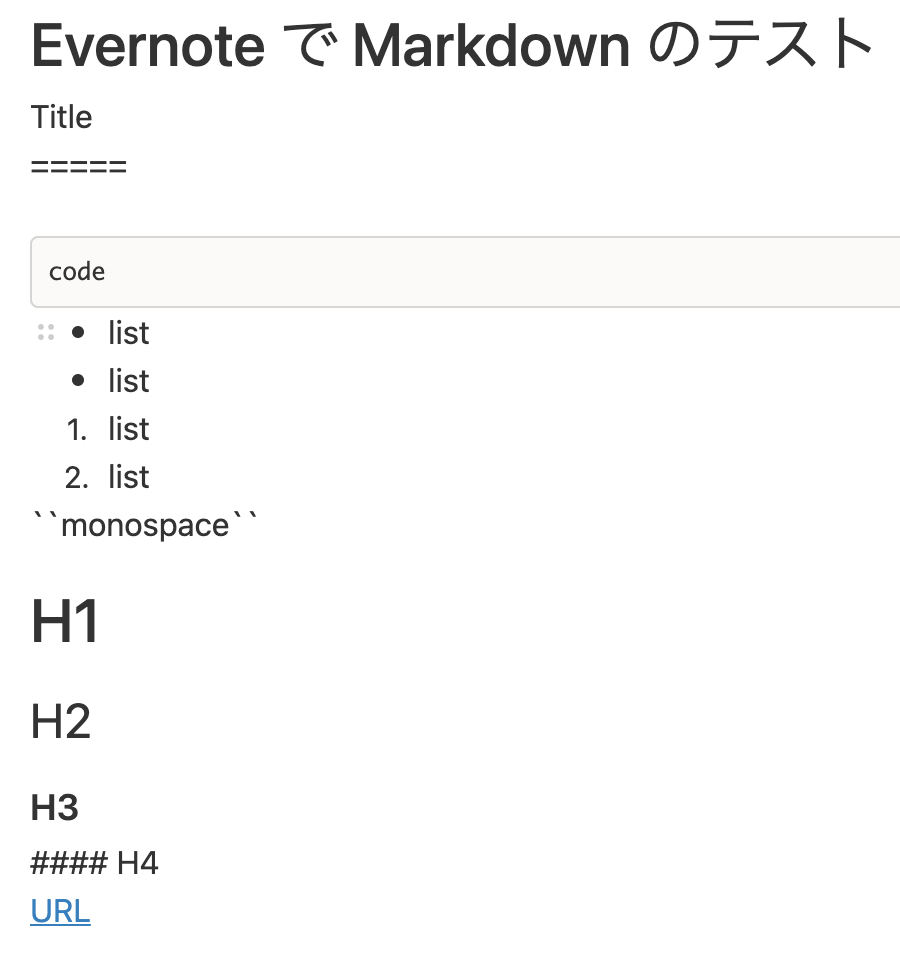 Evernote で Markdown のテスト
Title
=====
code
• list
• list
1. list
2. list
``monospace``
H1
H2
H3
#### H4
URL